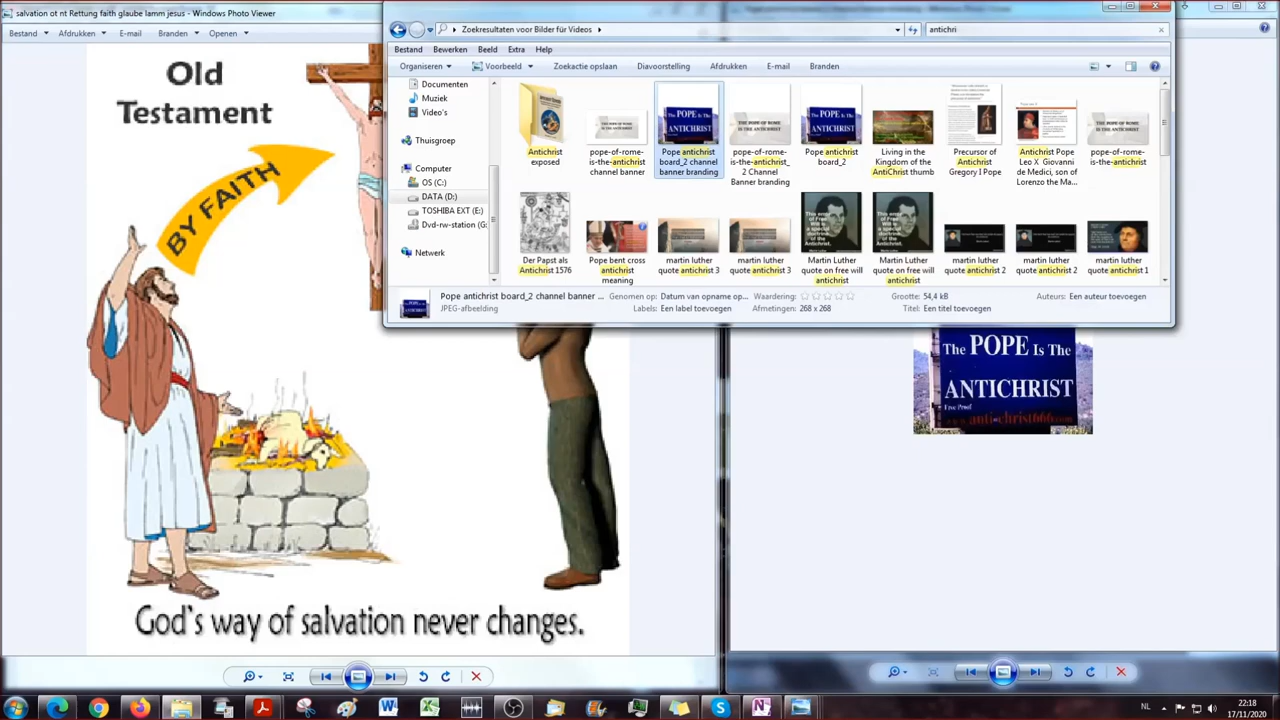 salvation ot nt Rettung faith glaube lamm jesus - Windows Photo Viewer
Bestand
Afdrukken
E-mail
Branden
Openen
Old
Testament
BY FAITH
God's way of salvation never changes.
Zoekresultaten voor Bilder für Videos
antichri
Bestand
Bewerken
Beeld
Extra
Help
Organiseren
Voorbeeld
Zoekactie opslaan
Diavoorstelling
Afdrukken
E-mail
Branden
Documenten
Muziek
Video's
Thuisgroep
Computer
OS (C:)
DATA (D:)
TOSHIBA EXT (E:)
Dvd-rw-station (G:
Netwerk
Antichrist
exposed
pope-of-rome-
is-the-antichrist
channel banner
Pope antichrist
board_2 channel
banner branding
pope-of-rome-
is-the-antichrist_
2 Channel
Banner branding
Pope antichrist
board_2
Living in the
Kingdom of the
AntiChrist thumb
Precursor of
Antichrist
Gregory I Pope
Antichrist Pope
Leo X Giovanni
de Medici, son of
Lorenzo the Ma...
pope-of-rome-
is-the-antichrist
Der Papst als
Antichrist 1576
Pope bent cross
antichrist
meaning
martin luther
quote antichrist 3
martin luther
quote antichrist 3
Martin Luther
quote on free will
antichrist
Martin Luther
quote on free will
antichrist
martin luther
quote antichrist 2
martin luther
quote antichrist 2
martin luther
quote antichrist 1
Pope antichrist board_2 channel banner ...
JPEG-afbeelding
Genomen op: Datum van opname op...
Labels: Een label toevoegen
Waardering:
Afmetingen: 268 x 268
Grootte: 54,4 kB
Titel: Een titel toevoegen
Auteurs: Een auteur toevoegen
The POPE Is The
ANTICHRIST
Free Proof
www.anti-christ666.com
NL
22:18
17/11/2020